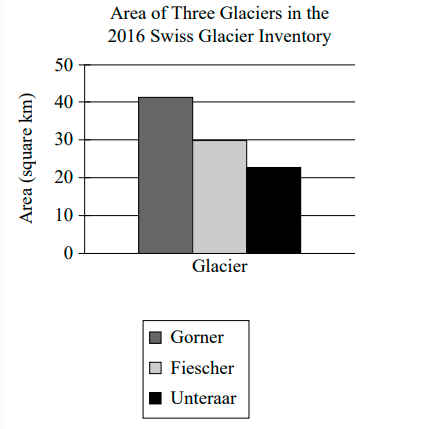 Area of Three Glaciers in the
2016 Swiss Glacier Inventory
Area (square km)
50
40
30
20
10
0
Glacier
Gorner
Fiescher
Unteraar